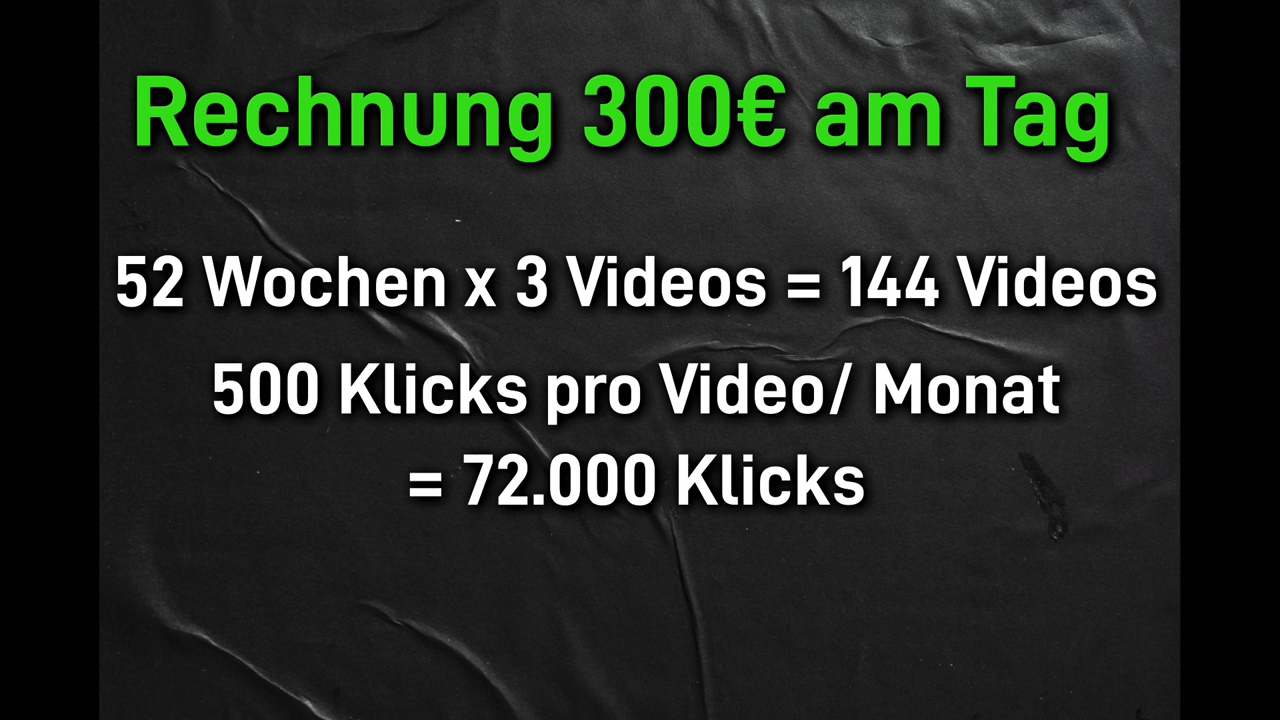 Rechnung 300€ am Tag
52 Wochen x 3 Videos = 144 Videos
500 Klicks pro Video/ Monat
= 72.000 Klicks